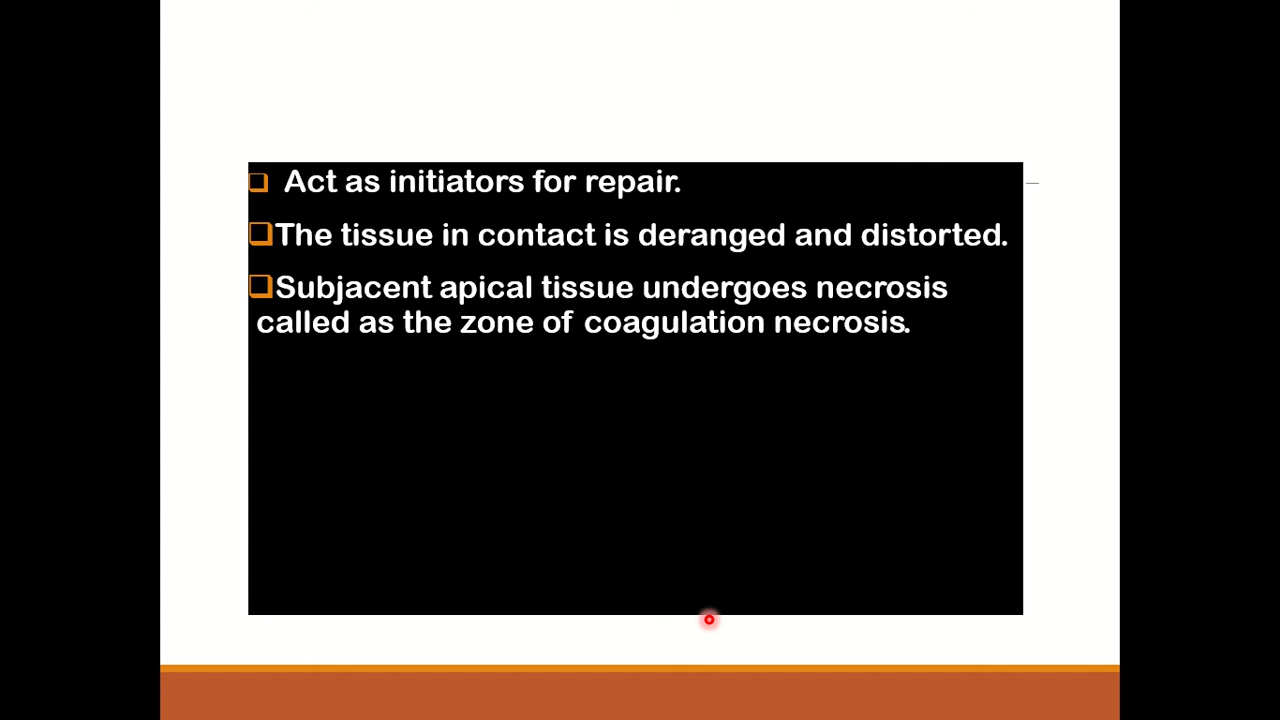 Act as initiators for repair.
The tissue in contact is deranged and distorted.
Subjacent apical tissue undergoes necrosis
called as the zone of coagulation necrosis.